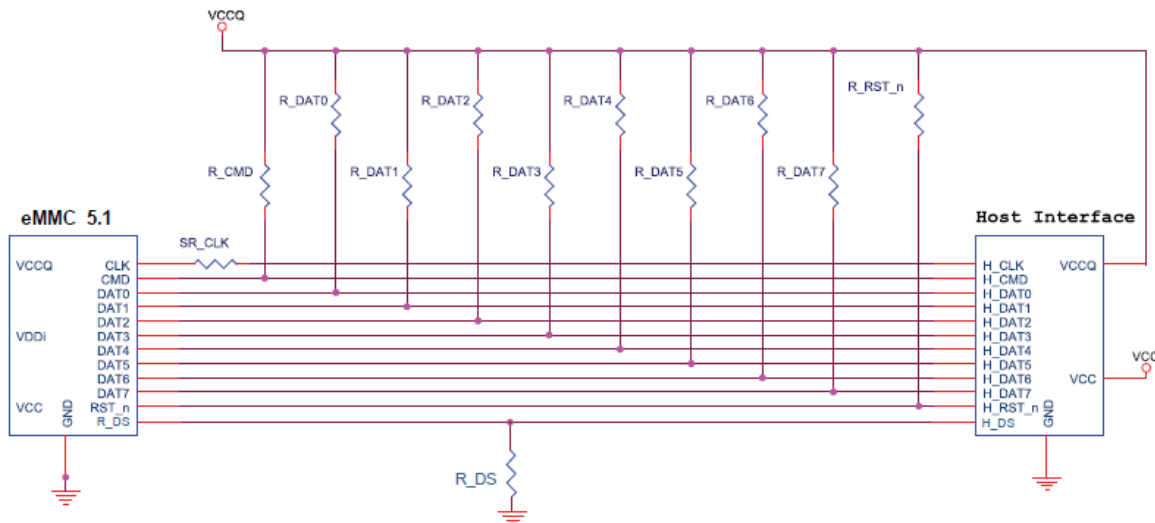 VCCQ
R_DAT0
R_DAT2
R_DAT4
R_DAT6
R_RST_n
R_CMD
R_DAT1
R_DAT3
R_DAT5
R_DAT7
eMMC 5.1
Host Interface
SR_CLK
VCCQ
CLK
CMD
DAT0
DAT1
VDDi
DAT2
DAT3
DAT4
DAT5
DAT6
DAT7
VCC
RST_n
R_DS
GND
H_CLK
VCCQ
H_CMD
H_DAT0
H_DAT1
H_DAT2
H_DAT3
H_DAT4
H_DAT5
H_DAT6
VCC
VCC
H_DAT7
H_RST_n
H_DS
GND
R_DS